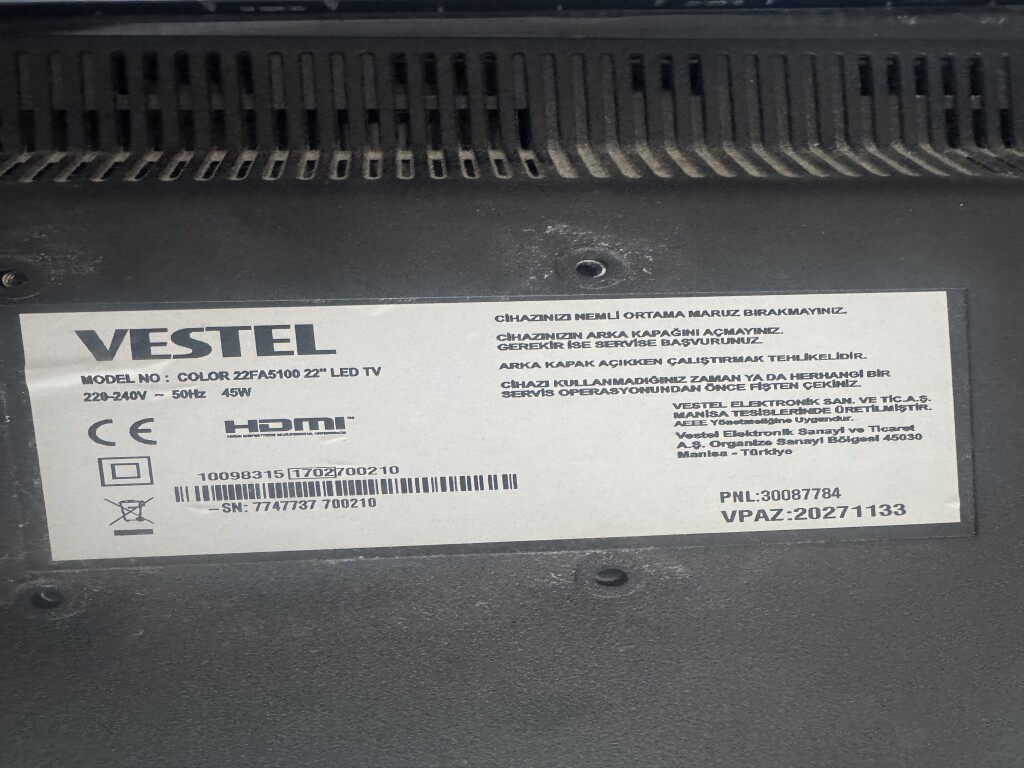 VESTEL
MODEL NO : COLOR 22FA5100 22" LED TV
220-240V ~ 50Hz 45W
CE
HDMI™
10098315 1702 700210
-SN: 7747737 700210
CİHAZINIZI NEMLİ ORTAMA MARUZ BIRAKMAYINIZ.
CİHAZINIZIN ARKA KAPAĞINI AÇMAYINIZ.
GEREKİR İSE SERVİSE BAŞVURUNUZ.
ARKA KAPAK AÇIKKEN ÇALIŞTIRMAK TEHLİKELİDİR.
CİHAZI KULLANMADIĞINIZ ZAMAN YA DA HERHANGİ BİR
SERVİS OPERASYONUNDAN ÖNCE FİŞTEN ÇEKİNİZ.
VESTEL ELEKTRONİK SAN. VE TİC.A.Ş.
MANİSA TESİSLERİNDE ÜRETİLMİŞTİR.
AEEE Yönetmeliğine Uygundur.
Vestel Elektronik Sanayi ve Ticaret
A.Ş. Organize Sanayi Bölgesi 45030
Manisa - Türkiye
PNL:30087784
VPAZ:20271133